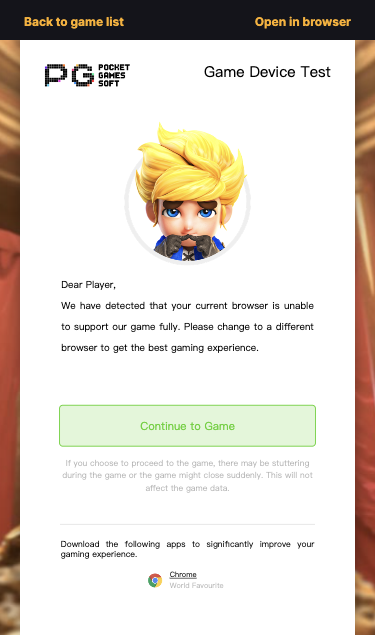 Back to game list
Open in browser
PG POCKET GAMES SOFT
Game Device Test
Dear Player,
We have detected that your current browser is unable
to support our game fully. Please change to a different
browser to get the best gaming experience.
Continue to Game
If you choose to proceed to the game, there may be stuttering
during the game or the game might close suddenly. This will not
affect the game data.
Download the following apps to significantly improve your
gaming experience.
Chrome
World Favourite